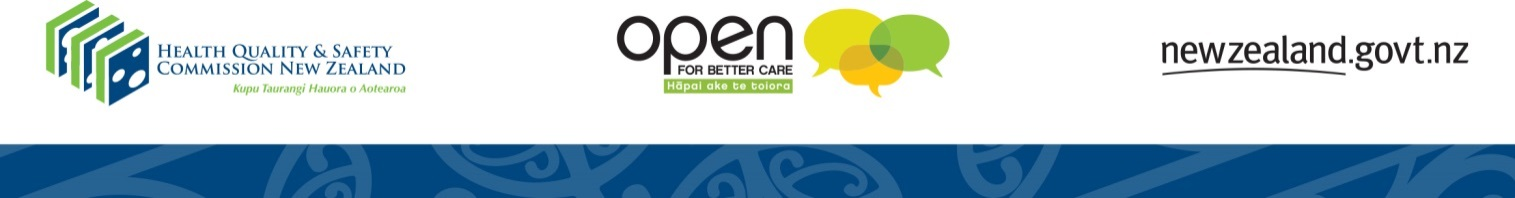 HEALTH QUALITY & SAFETY
COMMISSION NEW ZEALAND
Kupu Taurangi Hauora o Aotearoa
open
FOR BETTER CARE
Hāpai ake te toiora
newzealand.govt.nz